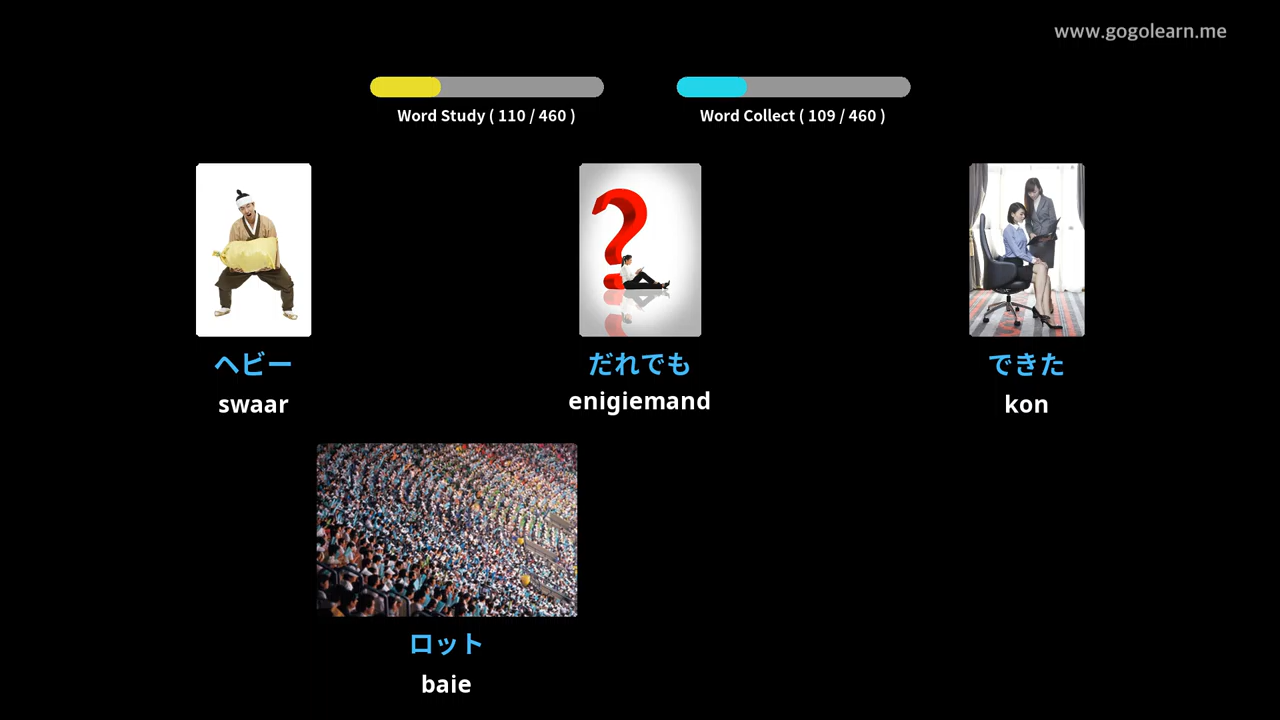 www.gogolearn.me
Word Study ( 110 / 460 )
Word Collect ( 109 / 460 )
ヘビー
だれでも
できた
swaar
enigiemand
kon
ロット
baie